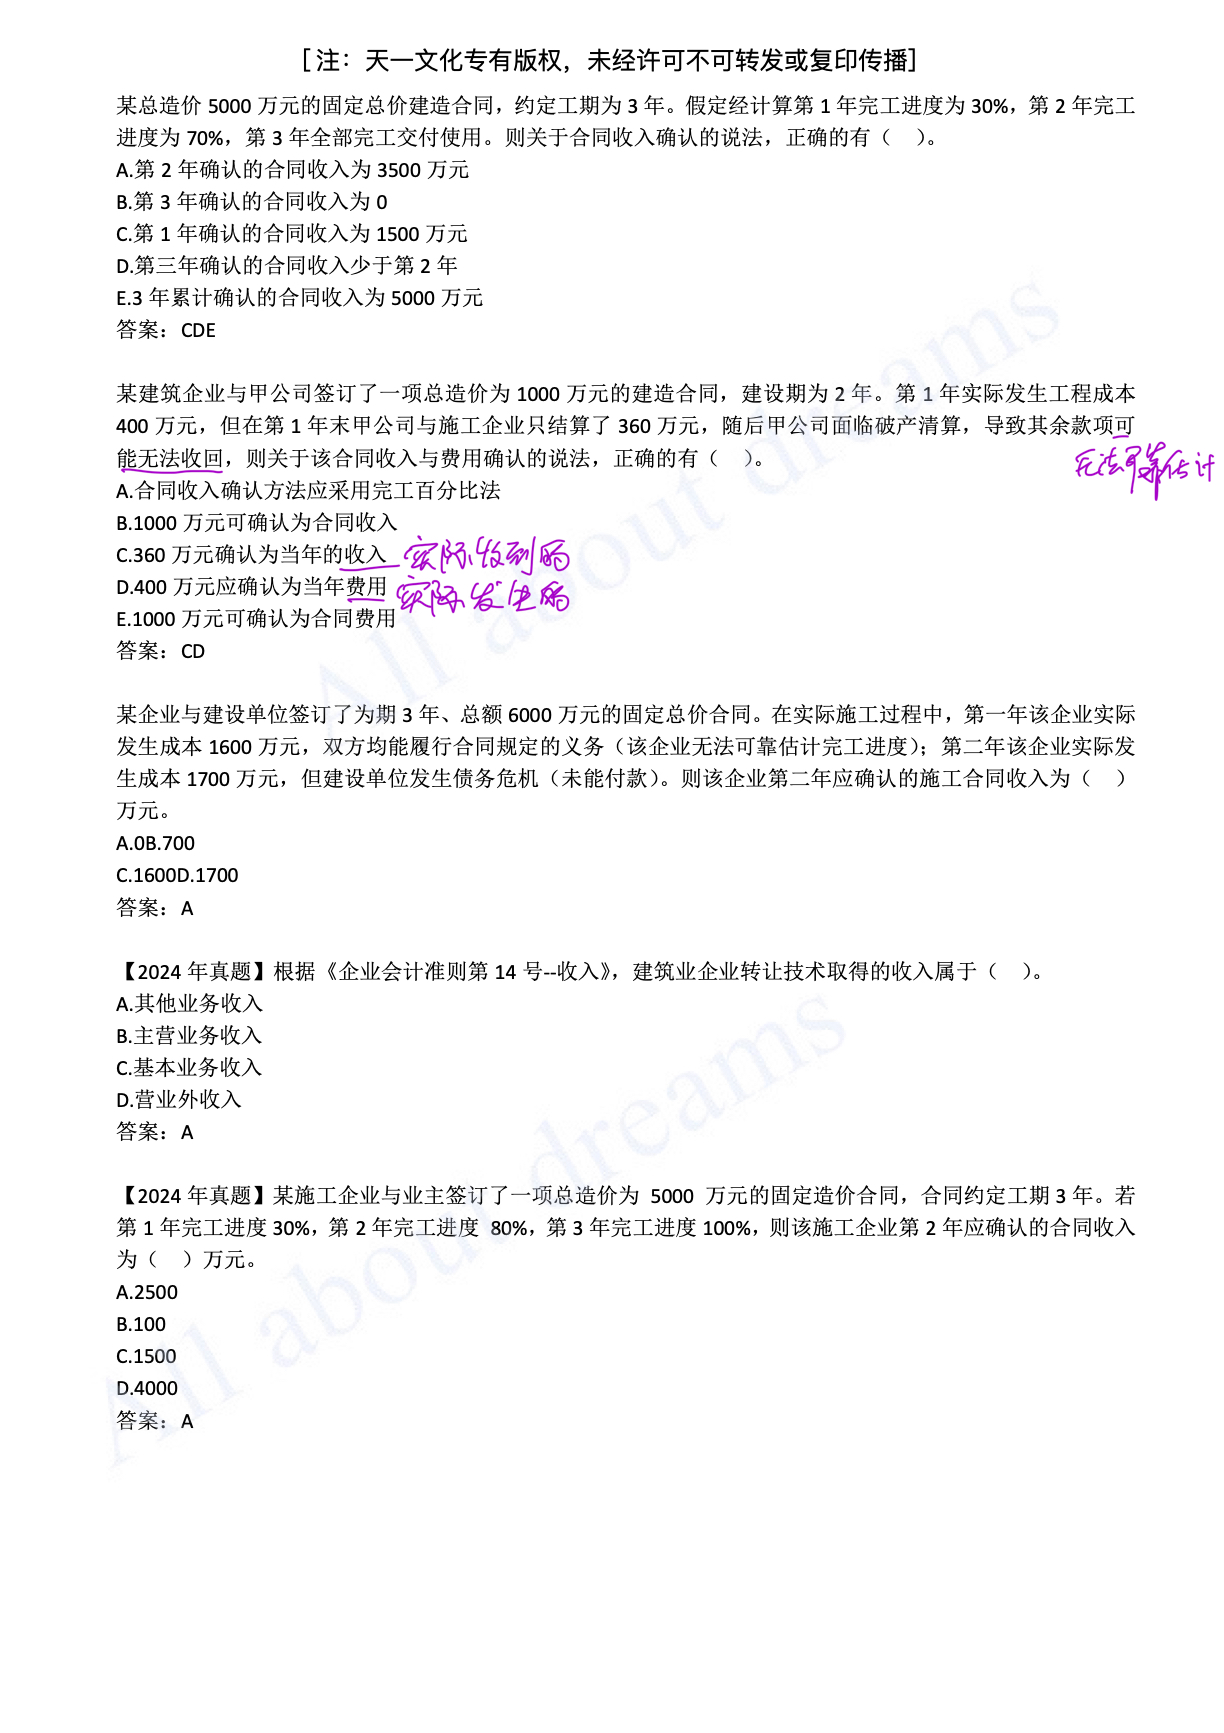 [ 注：天一文化专有版权，未经许可不可转发或复印传播]
某总造价 5000 万元的固定总价建造合同，约定工期为 3 年。假定经计算第 1 年完工进度为 30%，第 2 年完工
进度为 70%，第 3 年全部完工交付使用。则关于合同收入确认的说法，正确的有（　）。
A.第 2 年确认的合同收入为 3500 万元
B.第 3 年确认的合同收入为 0
C.第 1 年确认的合同收入为 1500 万元
D.第三年确认的合同收入少于第 2 年
E.3 年累计确认的合同收入为 5000 万元
答案：CDE
某建筑企业与甲公司签订了一项总造价为 1000 万元的建造合同，建设期为 2 年。第 1 年实际发生工程成本
400 万元，但在第 1 年末甲公司与施工企业只结算了 360 万元，随后甲公司面临破产清算，导致其余款项可
能无法收回，则关于该合同收入与费用确认的说法，正确的有（　）。
无法可靠估计
A.合同收入确认方法应采用完工百分比法
B.1000 万元可确认为合同收入
C.360 万元确认为当年的收入 实际收到的
D.400 万元应确认为当年费用 实际发生的
E.1000 万元可确认为合同费用
答案：CD
某企业与建设单位签订了为期 3 年、总额 6000 万元的固定总价合同。在实际施工过程中，第一年该企业实际
发生成本 1600 万元，双方均能履行合同规定的义务（该企业无法可靠估计完工进度）；第二年该企业实际发
生成本 1700 万元，但建设单位发生债务危机（未能付款）。则该企业第二年应确认的施工合同收入为（　）
万元。
A.0B.700
C.1600D.1700
答案：A
【2024 年真题】根据《企业会计准则第 14 号--收入》，建筑业企业转让技术取得的收入属于（　）。
A.其他业务收入
B.主营业务收入
C.基本业务收入
D.营业外收入
答案：A
【2024 年真题】某施工企业与业主签订了一项总造价为 5000 万元的固定造价合同，合同约定工期 3 年。若
第 1 年完工进度 30%，第 2 年完工进度 80%，第 3 年完工进度 100%，则该施工企业第 2 年应确认的合同收入
为（　）万元。
A.2500
B.100
C.1500
D.4000
答案：A
All about dreams
All about dreams